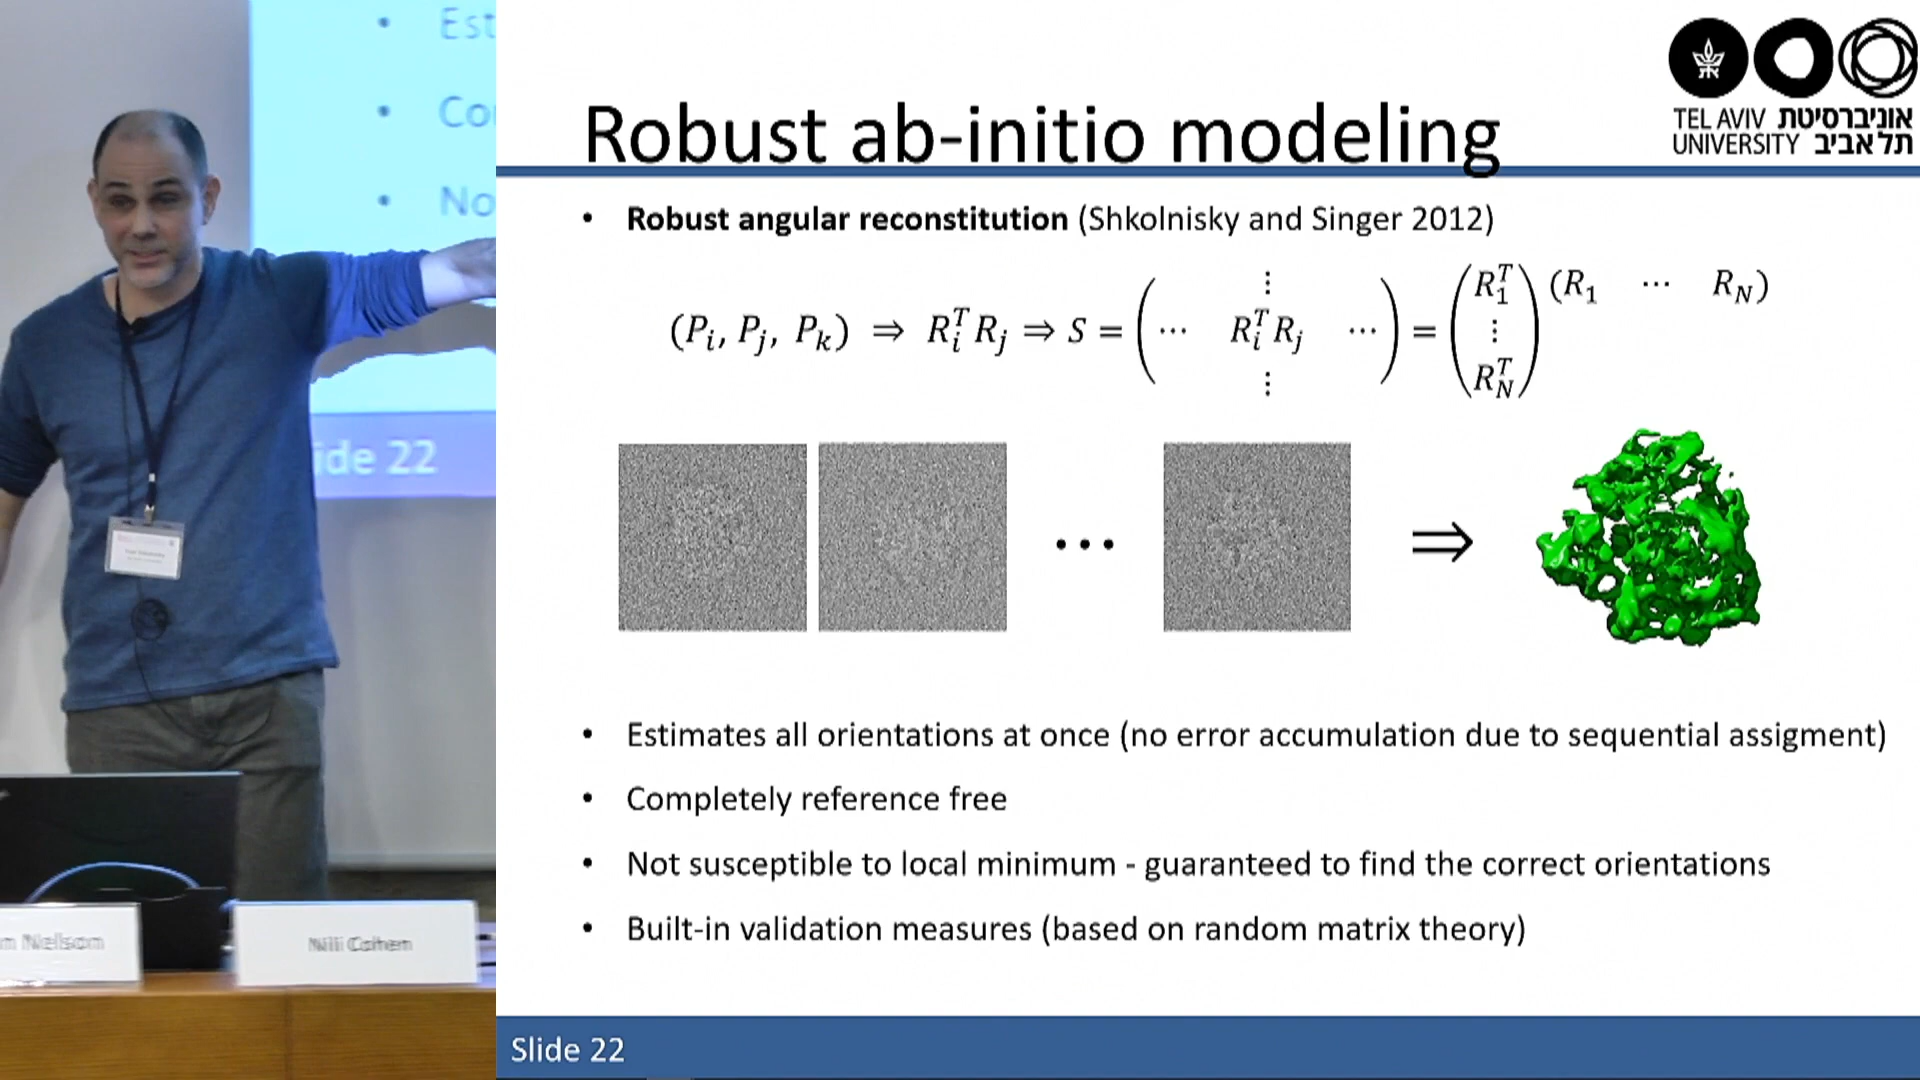 Est
Co
No
ide 22
n Nelson
Nili Cohen
TEL AVIV אוניברסיטת
UNIVERSITY תל אביב
Robust ab-initio modeling
• Robust angular reconstitution (Shkolnisky and Singer 2012)
(P_i, P_j, P_k) ⇒ R_i^T R_j ⇒ S = ( ⋮ ⋯ R_i^T R_j ⋯ ⋮ ) = ( R_1^T ⋮ R_N^T ) (R_1 ⋯ R_N)
⋯ ⇒
• Estimates all orientations at once (no error accumulation due to sequential assigment)
• Completely reference free
• Not susceptible to local minimum - guaranteed to find the correct orientations
• Built-in validation measures (based on random matrix theory)
Slide 22